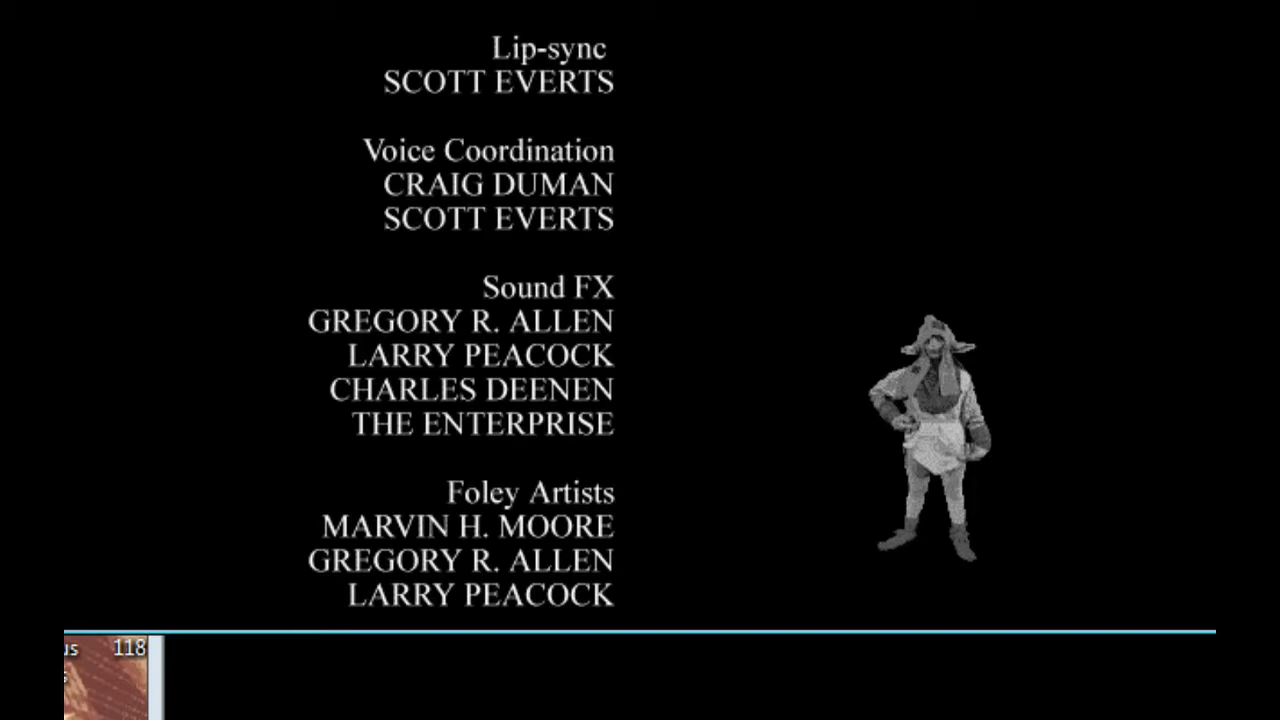 Lip-sync
SCOTT EVERTS
Voice Coordination
CRAIG DUMAN
SCOTT EVERTS
Sound FX
GREGORY R. ALLEN
LARRY PEACOCK
CHARLES DEENEN
THE ENTERPRISE
Foley Artists
MARVIN H. MOORE
GREGORY R. ALLEN
LARRY PEACOCK
us 118
s